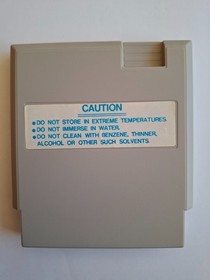 CAUTION
●DO NOT STORE IN EXTREME TEMPERATURES.
●DO NOT IMMERSE IN WATER.
●DO NOT CLEAN WITH BENZENE, THINNER,
ALCOHOL OR OTHER SUCH SOLVENTS.